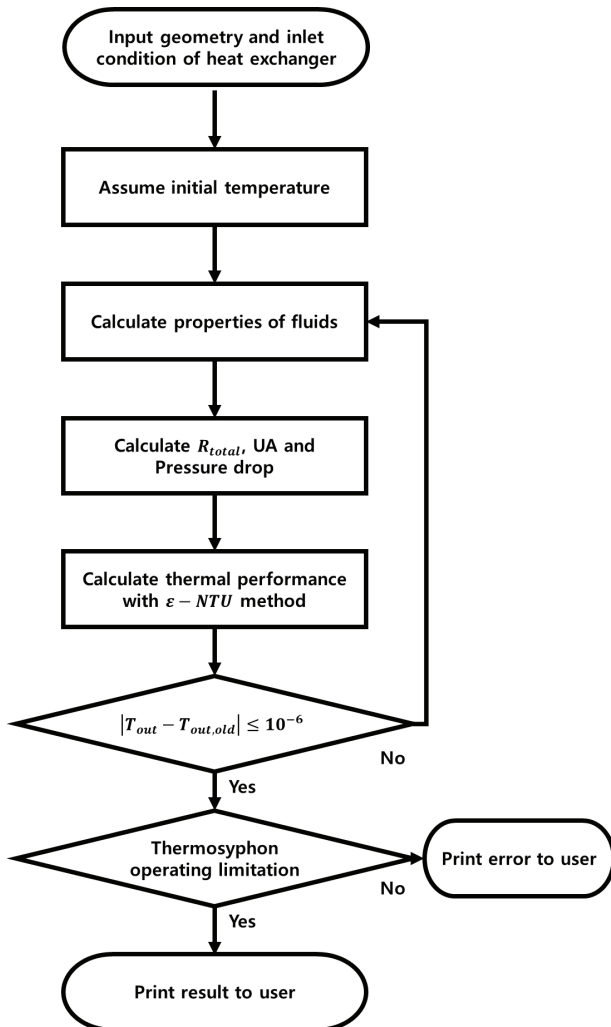 Input geometry and inlet
condition of heat exchanger
Assume initial temperature
Calculate properties of fluids
Calculate R_total, UA and
Pressure drop
Calculate thermal performance
with ε − NTU method
|T_out − T_out,old| ≤ 10⁻⁶
No
Yes
Thermosyphon
operating limitation
Print error to user
No
Yes
Print result to user